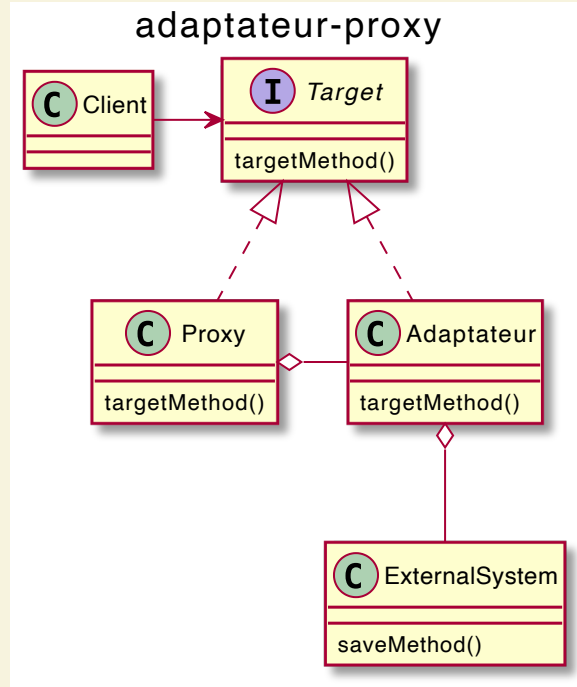 adaptateur-proxy
C Client
I Target
targetMethod()
C Proxy
targetMethod()
C Adaptateur
targetMethod()
C ExternalSystem
saveMethod()